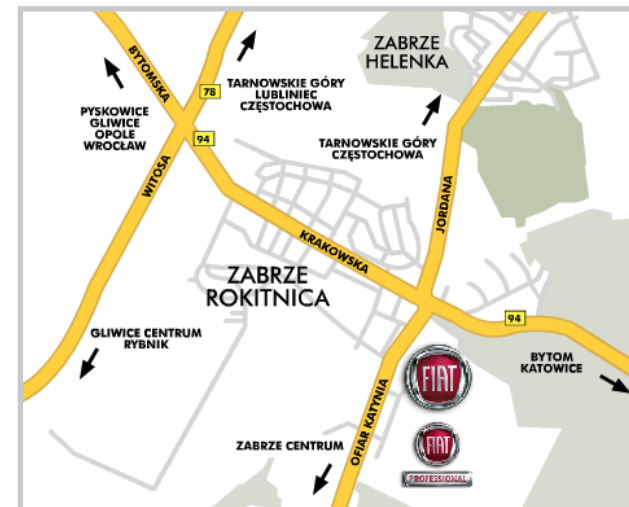 ZABRZE
HELENKA
BYTOMSKA
78
TARNOWSKIE GÓRY
LUBLINIEC
CZĘSTOCHOWA
PYSKOWICE
GLIWICE
OPOLE
WROCŁAW
94
TARNOWSKIE GÓRY
CZĘSTOCHOWA
WITOSA
JORDANA
KRAKOWSKA
ZABRZE
ROKITNICA
94
GLIWICE CENTRUM
RYBNIK
BYTOM
KATOWICE
FIAT
OFIAR KATYNIA
ZABRZE CENTRUM
FIAT
PROFESSIONAL